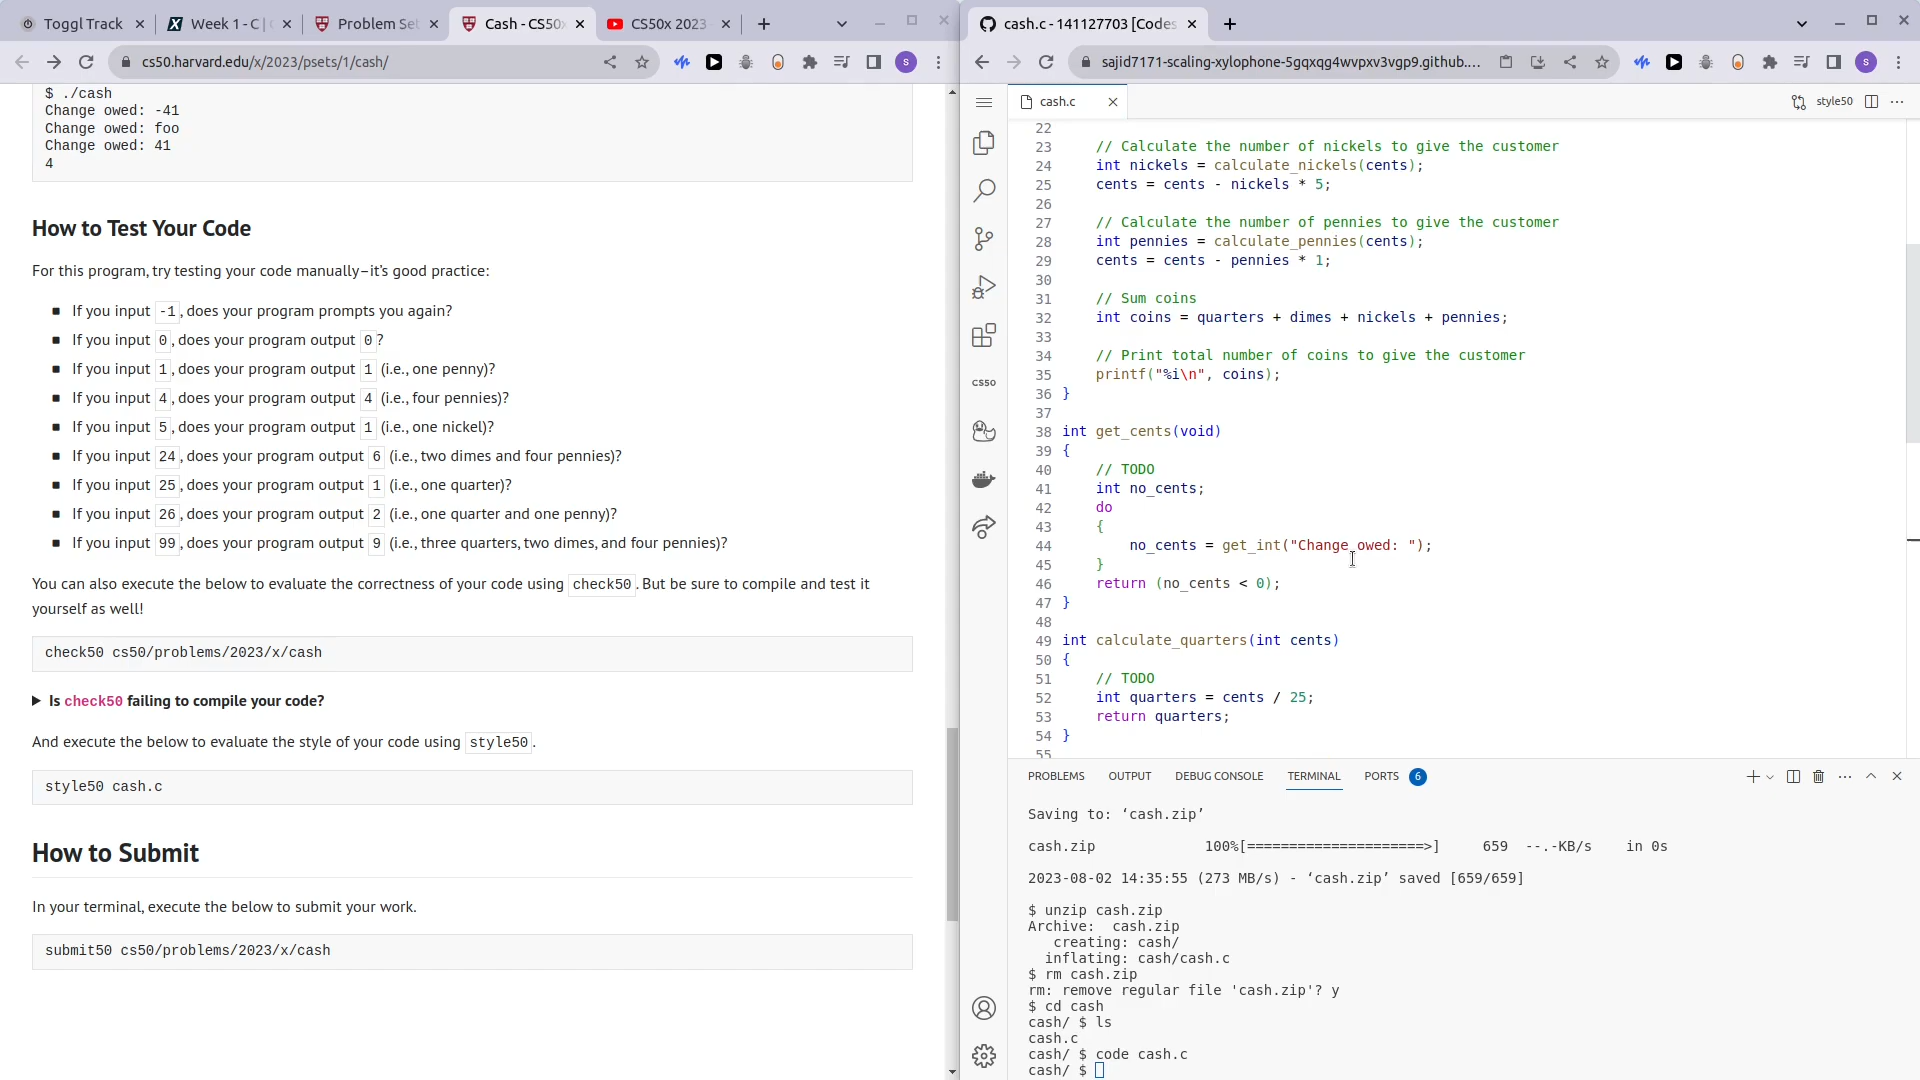 Toggl Track
Week 1 - C |
Problem Se
Cash - CS50
CS50x 2023
cs50.harvard.edu/x/2023/psets/1/cash/
S
$ ./cash
Change owed: -41
Change owed: foo
Change owed: 41
4
How to Test Your Code
For this program, try testing your code manually–it's good practice:
If you input -1, does your program prompts you again?
If you input 0, does your program output 0?
If you input 1, does your program output 1 (i.e., one penny)?
If you input 4, does your program output 4 (i.e., four pennies)?
If you input 5, does your program output 1 (i.e., one nickel)?
If you input 24, does your program output 6 (i.e., two dimes and four pennies)?
If you input 25, does your program output 1 (i.e., one quarter)?
If you input 26, does your program output 2 (i.e., one quarter and one penny)?
If you input 99, does your program output 9 (i.e., three quarters, two dimes, and four pennies)?
You can also execute the below to evaluate the correctness of your code using check50. But be sure to compile and test it
yourself as well!
check50 cs50/problems/2023/x/cash
Is check50 failing to compile your code?
And execute the below to evaluate the style of your code using style50.
style50 cash.c
How to Submit
In your terminal, execute the below to submit your work.
submit50 cs50/problems/2023/x/cash
cash.c - 141127703 [Codes
sajid7171-scaling-xylophone-5gqxqg4wvpxv3vgp9.github....
S
cash.c
style50
CS50
22
23 // Calculate the number of nickels to give the customer
24 int nickels = calculate_nickels(cents);
25 cents = cents - nickels * 5;
26
27 // Calculate the number of pennies to give the customer
28 int pennies = calculate_pennies(cents);
29 cents = cents - pennies * 1;
30
31 // Sum coins
32 int coins = quarters + dimes + nickels + pennies;
33
34 // Print total number of coins to give the customer
35 printf("%i\n", coins);
36 }
37
38 int get_cents(void)
39 {
40 // TODO
41 int no_cents;
42 do
43 {
44 no_cents = get_int("Change owed: ");
45 }
46 return (no_cents < 0);
47 }
48
49 int calculate_quarters(int cents)
50 {
51 // TODO
52 int quarters = cents / 25;
53 return quarters;
54 }
55
PROBLEMS OUTPUT DEBUG CONSOLE TERMINAL PORTS 6
Saving to: ‘cash.zip’
cash.zip 100%[=====================>] 659 --.-KB/s in 0s
2023-08-02 14:35:55 (273 MB/s) - ‘cash.zip’ saved [659/659]
$ unzip cash.zip
Archive: cash.zip
creating: cash/
inflating: cash/cash.c
$ rm cash.zip
rm: remove regular file 'cash.zip'? y
$ cd cash
cash/ $ ls
cash.c
cash/ $ code cash.c
cash/ $